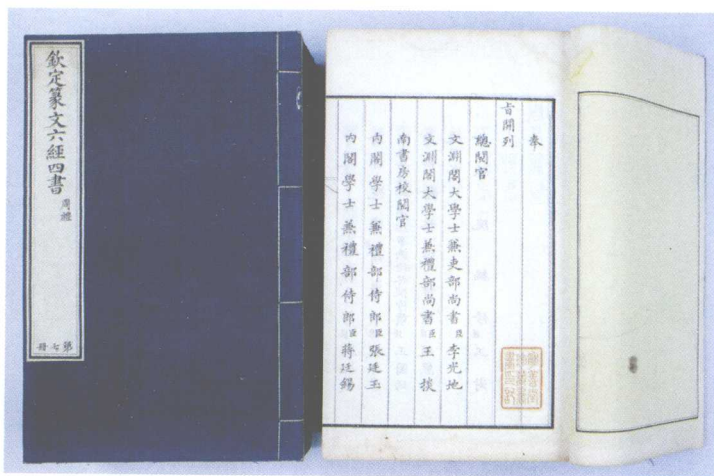 欽定篆文六經四書
周禮
第七冊
奉
旨開列
總閱官
文淵閣大學士兼吏部尚書臣李光地
文淵閣大學士兼禮部尚書臣王掞
南書房校閱官
內閣學士兼禮部侍郎臣張廷玉
內閣學士兼禮部侍郎臣蔣廷錫